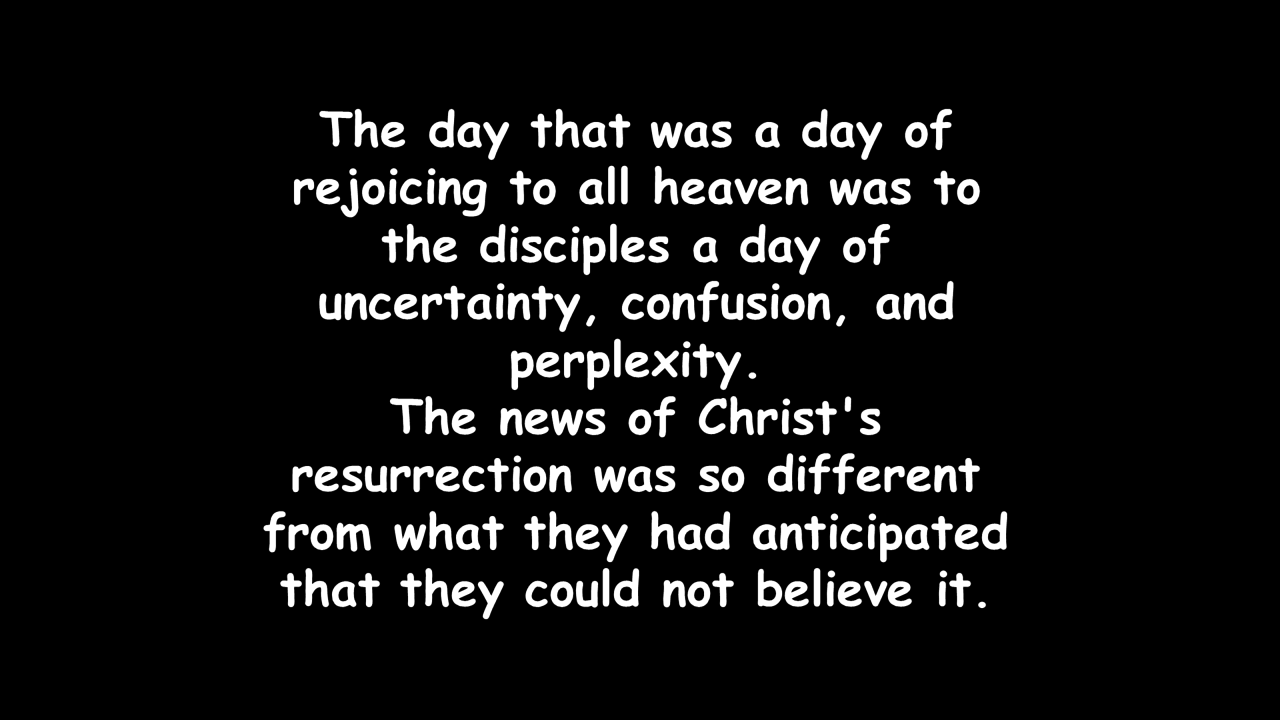 The day that was a day of
rejoicing to all heaven was to
the disciples a day of
uncertainty, confusion, and
perplexity.
The news of Christ's
resurrection was so different
from what they had anticipated
that they could not believe it.